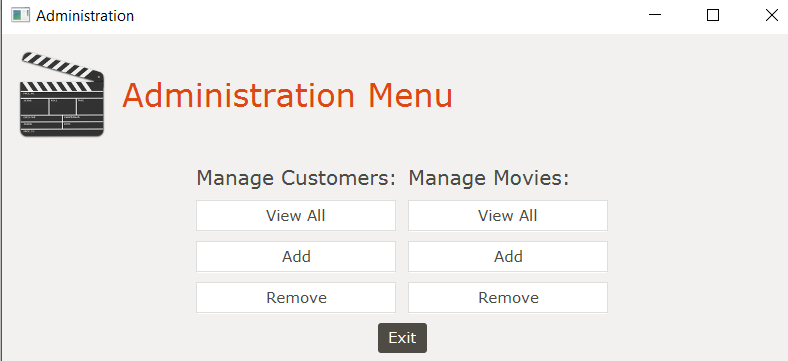 Administration
Administration Menu
Manage Customers: Manage Movies:
View All View All
Add Add
Remove Remove
Exit